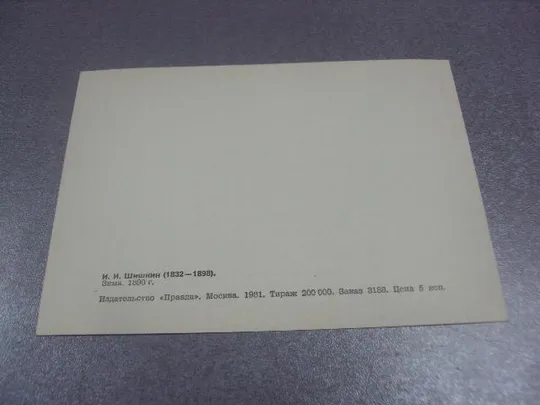 И. И. Шишкин (1832—1898).
Зима. 1890 г.
Издательство «Правда». Москва. 1981. Тираж 200 000. Заказ 3188. Цена 5 коп.